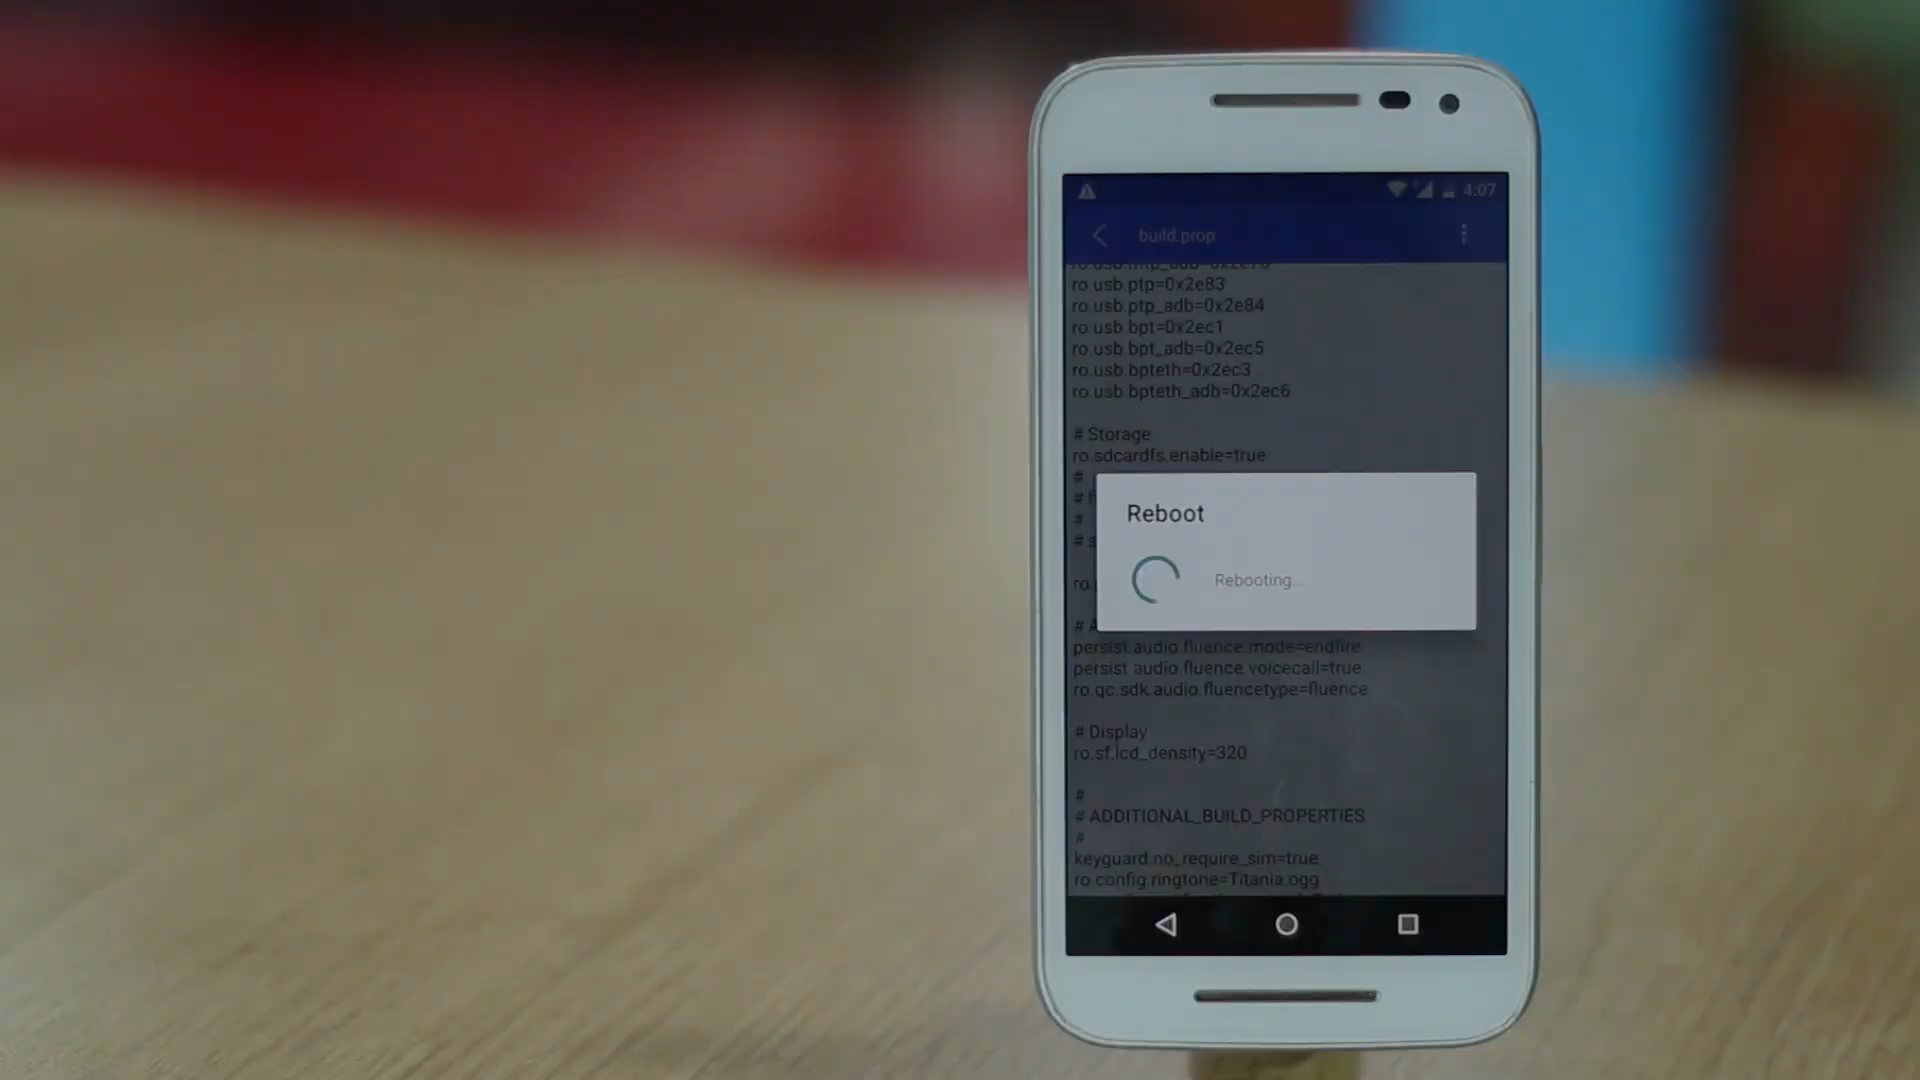 4:07
build.prop
ro.usb.ptp=0x2e83
ro.usb.ptp_adb=0x2e84
ro.usb.bpt=0x2ec1
ro.usb.bpt_adb=0x2ec5
ro.usb.bpteth=0x2ec3
ro.usb.bpteth_adb=0x2ec6
# Storage
ro.sdcardfs.enable=true
#
#
#
# s
ro.
# A
Reboot
Rebooting...
persist.audio.fluence.mode=endfire
persist.audio.fluence.voicecall=true
ro.qc.sdk.audio.fluencetype=fluence
# Display
ro.sf.lcd_density=320
#
# ADDITIONAL_BUILD_PROPERTIES
#
keyguard.no_require_sim=true
ro.config.ringtone=Titania.ogg